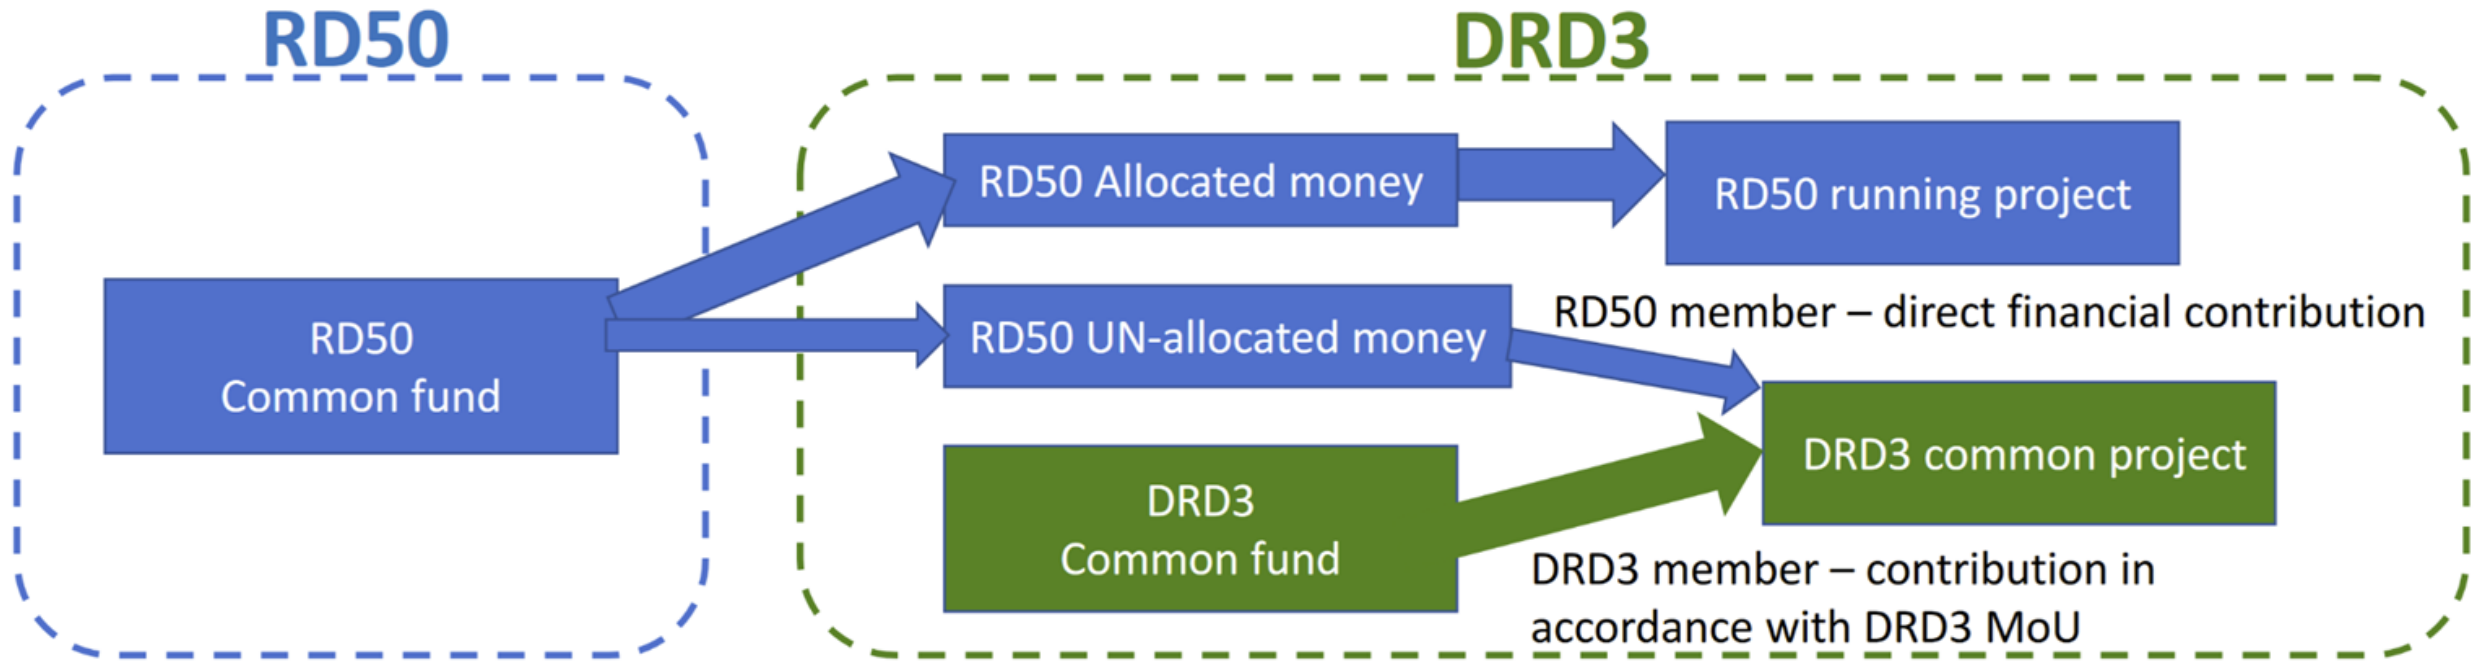 RD50
DRD3
RD50 Allocated money
RD50 running project
RD50
Common fund
RD50 UN-allocated money
RD50 member – direct financial contribution
DRD3 common project
DRD3
Common fund
DRD3 member – contribution in
accordance with DRD3 MoU